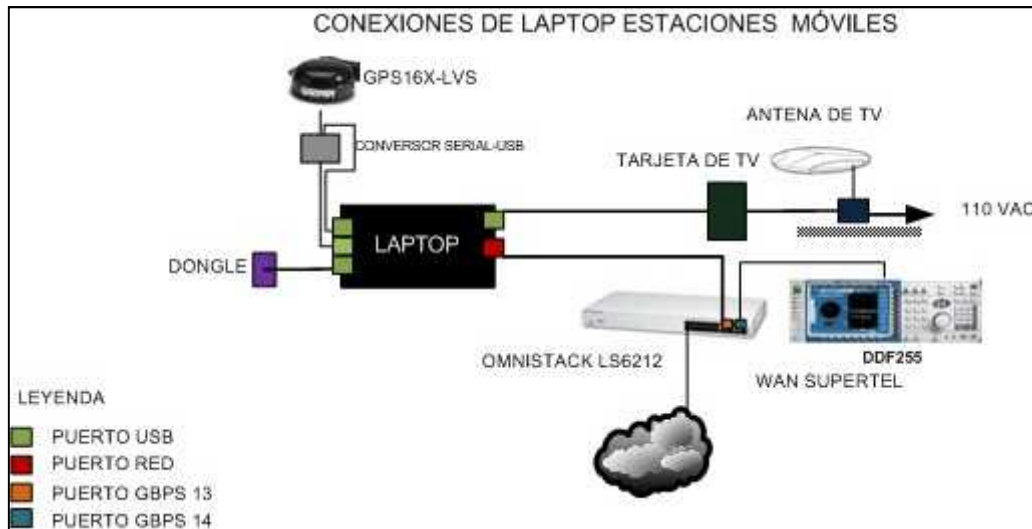 CONEXIONES DE LAPTOP ESTACIONES MÓVILES
GPS16X-LVS
ANTENA DE TV
CONVERSOR SERIAL-USB
TARJETA DE TV
110 VAC
LAPTOP
DONGLE
OMNISTACK LS6212
DDF255
WAN SUPERTEL
LEYENDA
PUERTO USB
PUERTO RED
PUERTO GBPS 13
PUERTO GBPS 14